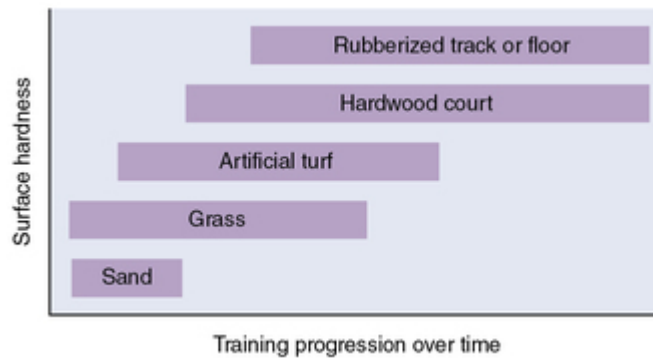 Rubberized track or floor
Hardwood court
Artificial turf
Grass
Sand
Surface hardness
Training progression over time